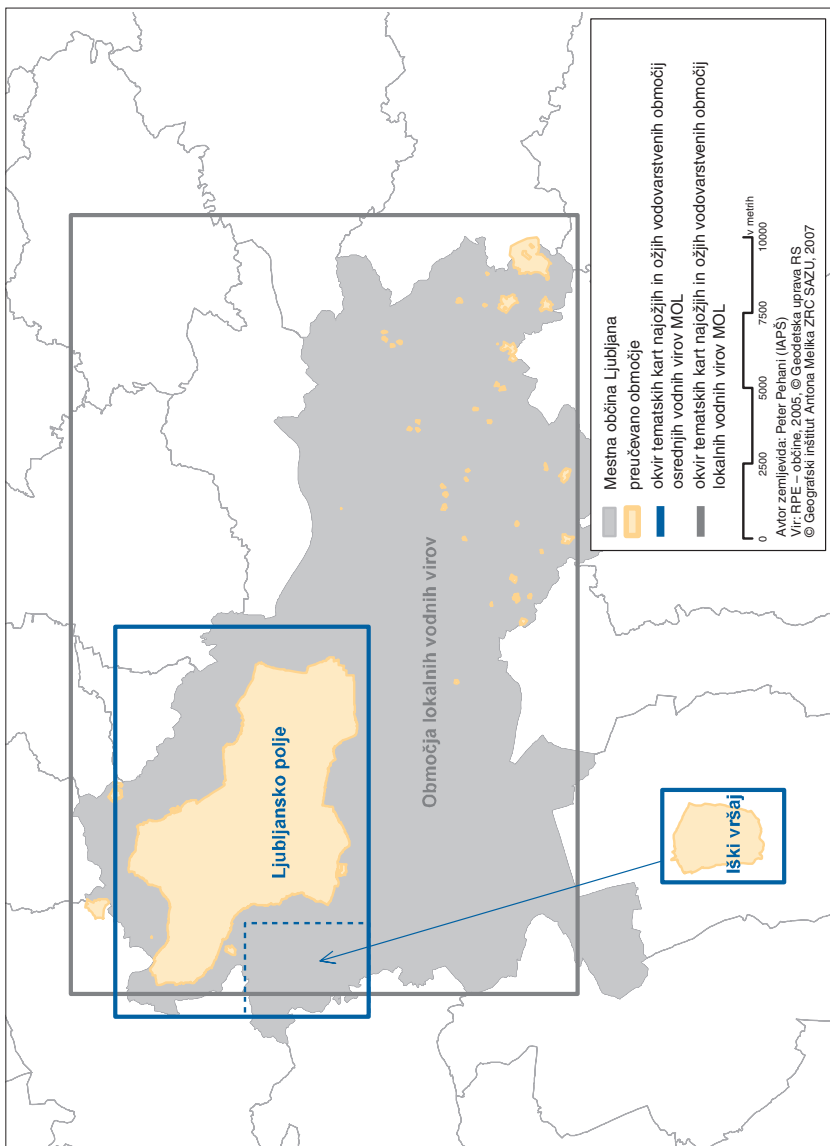 Ljubljansko polje
Območja lokalnih vodnih virov
Iški vršaj
Mestna občina Ljubljana
preučevano območje
okvir tematskih kart najožjih in ožjih vodovarstvenih območij
osrednjih vodnih virov MOL
okvir tematskih kart najožjih in ožjih vodovarstvenih območij
lokalnih vodnih virov MOL
0 2500 5000 7500 10000
v metrih
Avtor zemljevida: Peter Pehani (IAPŠ)
Vir: RPE – občine, 2005, © Geodetska uprava RS
© Geografski inštitut Antona Melika ZRC SAZU, 2007